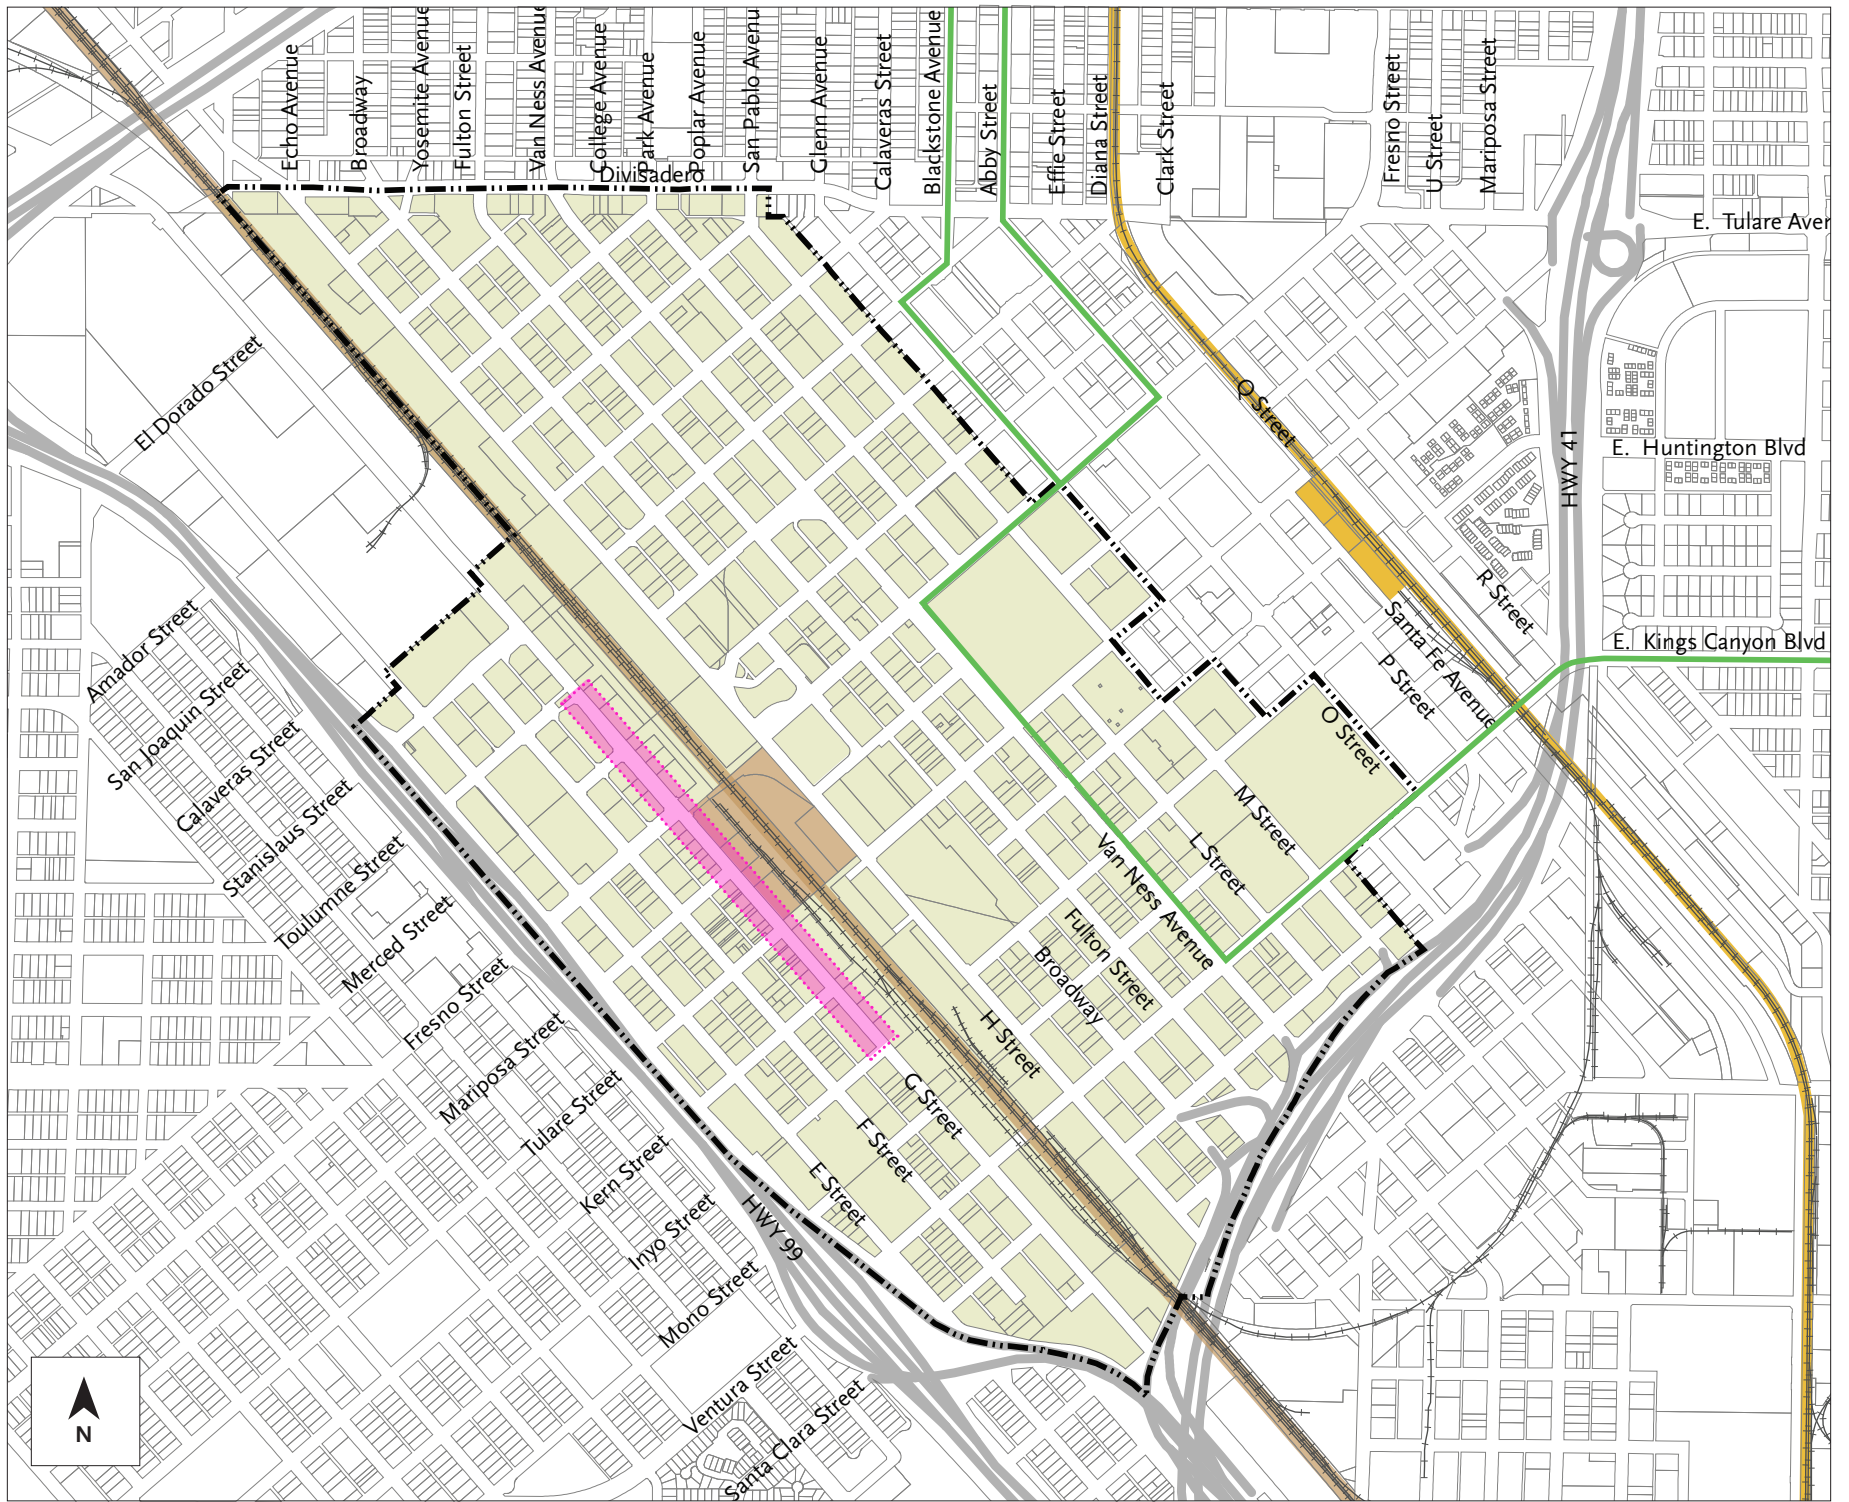 Echo Avenue
Broadway
Yosemite Avenue
Fulton Street
Van Ness Avenue
College Avenue
Park Avenue
Poplar Avenue
San Pablo Avenu
Glenn Avenue
Calaveras Street
Blackstone Avenue
Abby Street
Effie Street
Diana Street
Clark Street
Fresno Street
U Street
Mariposa Street
Divisadero
E. Tulare Aven
El Dorado Street
Q Street
HWY 41
E. Huntington Blvd
R Street
Santa Fe Avenue
P Street
E. Kings Canyon Blvd
O Street
Amador Street
San Joaquin Street
Calaveras Street
Stanislaus Street
Toulumne Street
Merced Street
Fresno Street
Mariposa Street
Tulare Street
Kern Street
Inyo Street
Mono Street
Ventura Street
Santa Clara Street
M Street
L Street
Van Ness Avenue
Fulton Street
Broadway
H Street
G Street
F Street
E Street
HWY 99
N